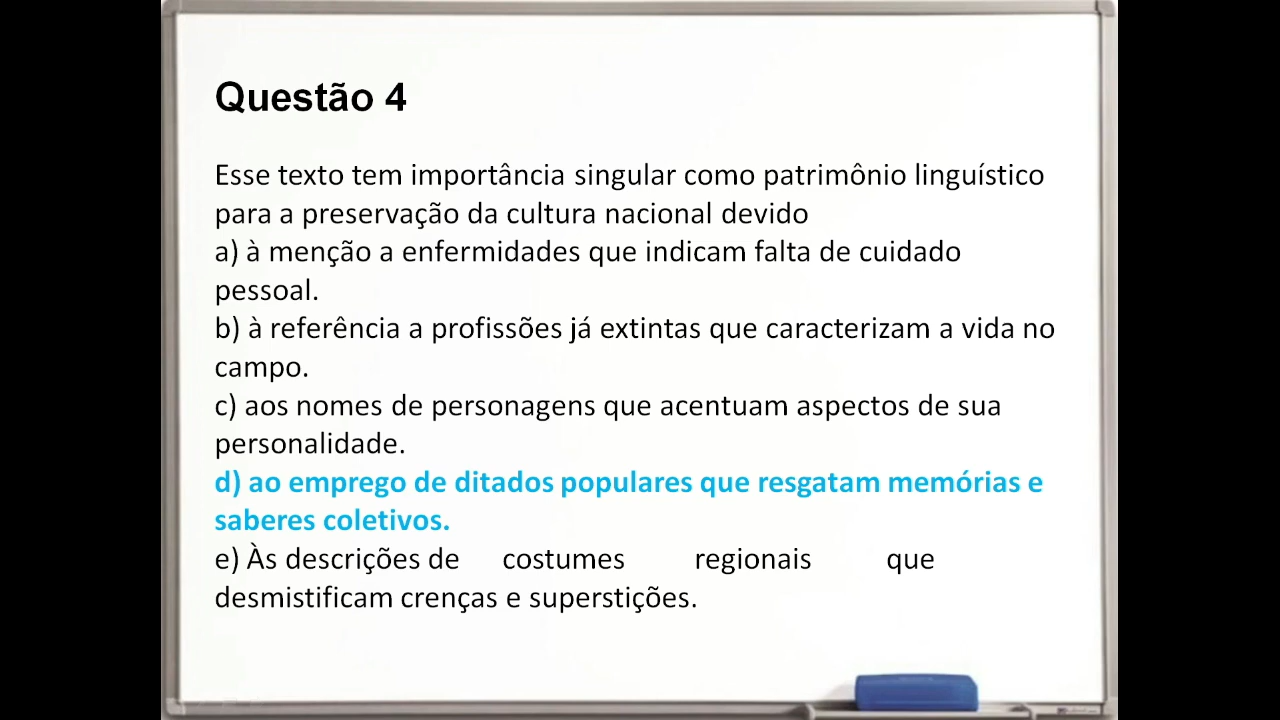 Questão 4
Esse texto tem importância singular como patrimônio linguístico
para a preservação da cultura nacional devido
a) à menção a enfermidades que indicam falta de cuidado
pessoal.
b) à referência a profissões já extintas que caracterizam a vida no
campo.
c) aos nomes de personagens que acentuam aspectos de sua
personalidade.
d) ao emprego de ditados populares que resgatam memórias e
saberes coletivos.
e) Às descrições de costumes regionais que
desmistificam crenças e superstições.